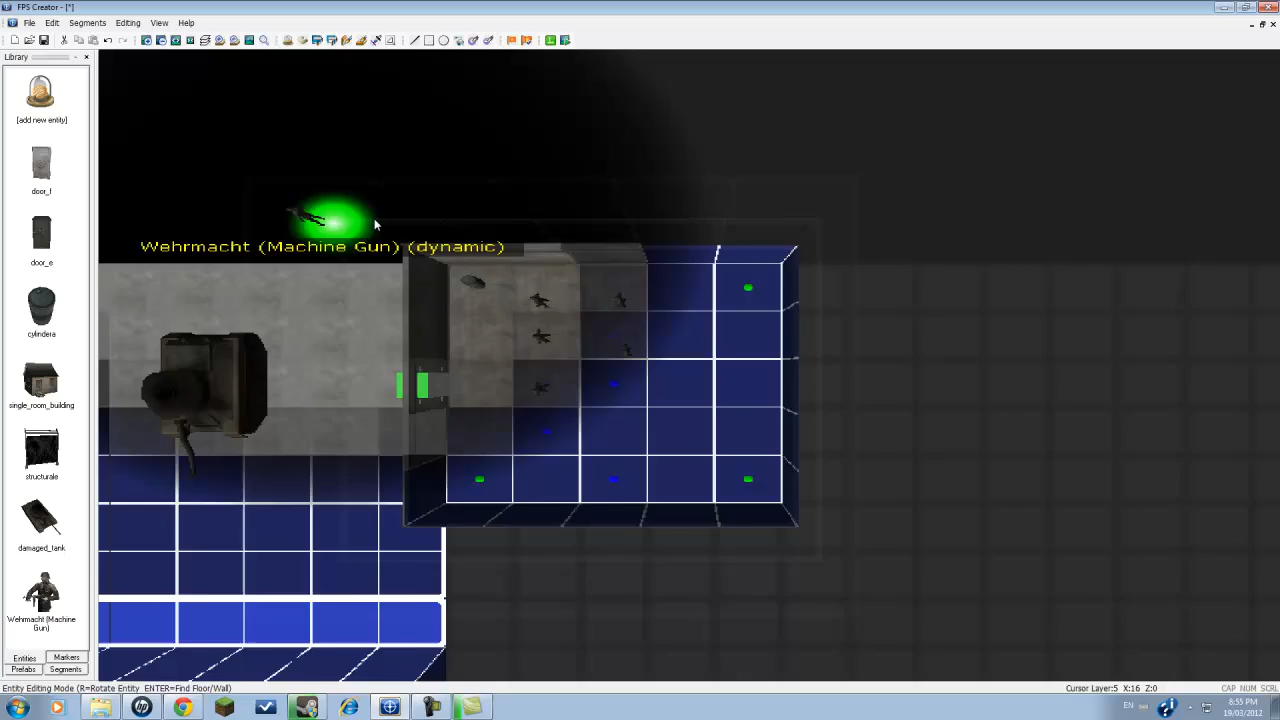 FPS Creator - [*]
File Edit Segments Editing View Help
Library
[add new entity]
door_f
door_e
cylindera
single_room_building
structurale
damaged_tank
Wehrmacht (Machine
Gun)
Entities Markers
Prefabs Segments
Wehrmacht (Machine Gun) (dynamic)
Entity Editing Mode (R=Rotate Entity ENTER=Find Floor/Wall)
Cursor Layer:5 X:16 Z:0
CAP NUM SCRL
EN
8:55 PM
19/03/2012